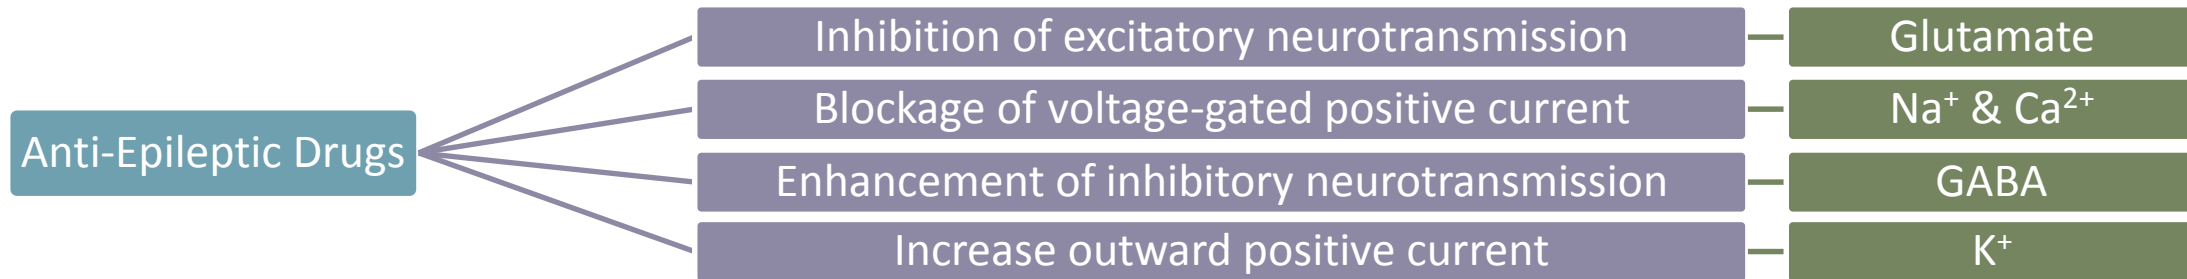 Anti-Epileptic Drugs
Inhibition of excitatory neurotransmission
Glutamate
Blockage of voltage-gated positive current
Na⁺ & Ca²⁺
Enhancement of inhibitory neurotransmission
GABA
Increase outward positive current
K⁺